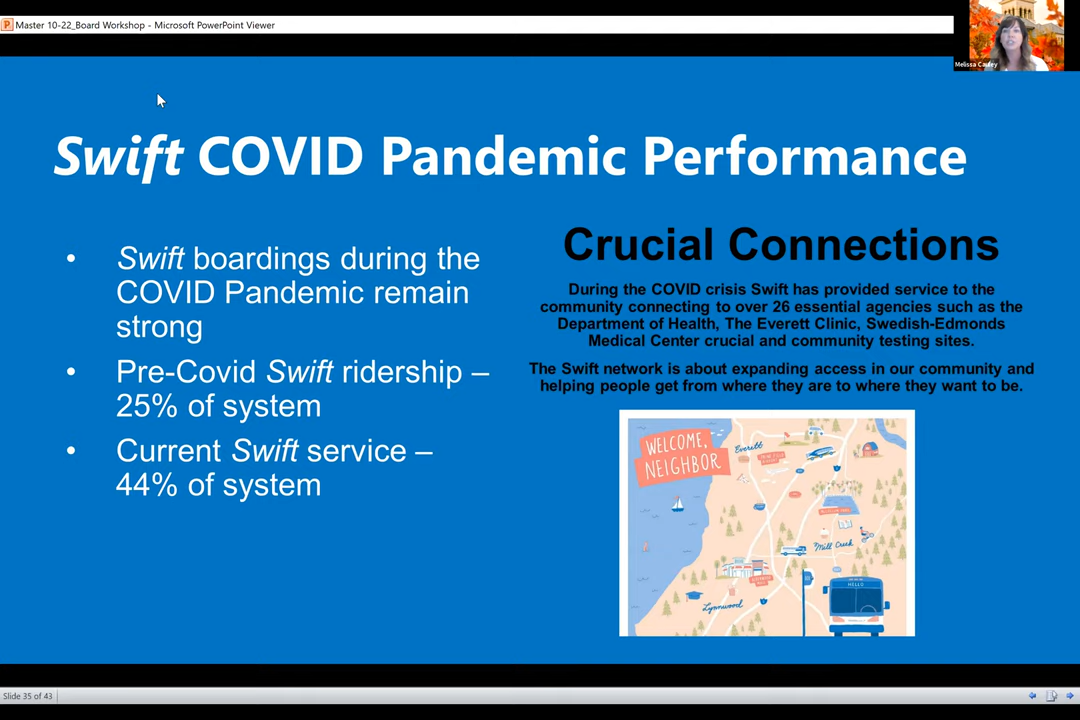 Master 10-22_Board Workshop - Microsoft PowerPoint Viewer
Melissa Cauley
Swift COVID Pandemic Performance
• Swift boardings during the
COVID Pandemic remain
strong
• Pre-Covid Swift ridership –
25% of system
• Current Swift service –
44% of system
Crucial Connections
During the COVID crisis Swift has provided service to the
community connecting to over 26 essential agencies such as the
Department of Health, The Everett Clinic, Swedish-Edmonds
Medical Center crucial and community testing sites.
The Swift network is about expanding access in our community and
helping people get from where they are to where they want to be.
WELCOME,
NEIGHBOR
Everett
Mill Creek
Lynnwood
HELLO
Slide 35 of 43